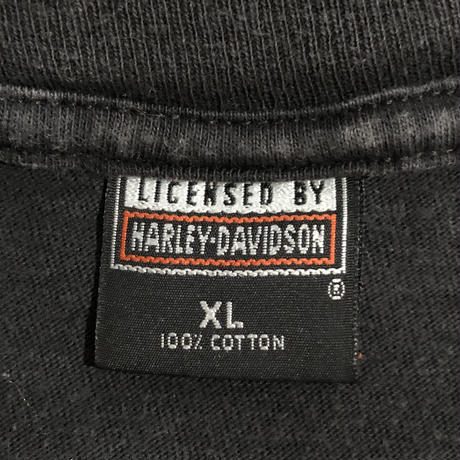 LICENSED BY
HARLEY-DAVIDSON
®
XL
100% COTTON